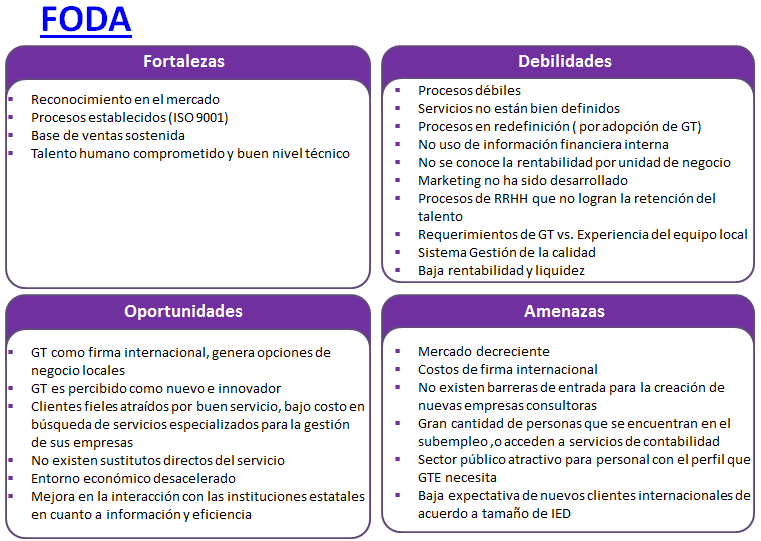 FODA
Fortalezas
▪ Reconocimiento en el mercado
▪ Procesos establecidos (ISO 9001)
▪ Base de ventas sostenida
▪ Talento humano comprometido y buen nivel técnico
Debilidades
▪ Procesos débiles
▪ Servicios no están bien definidos
▪ Procesos en redefinición ( por adopción de GT)
▪ No uso de información financiera interna
▪ No se conoce la rentabilidad por unidad de negocio
▪ Marketing no ha sido desarrollado
▪ Procesos de RRHH que no logran la retención del
talento
▪ Requerimientos de GT vs. Experiencia del equipo local
▪ Sistema Gestión de la calidad
▪ Baja rentabilidad y liquidez
Oportunidades
▪ GT como firma internacional, genera opciones de
negocio locales
▪ GT es percibido como nuevo e innovador
▪ Clientes fieles atraídos por buen servicio, bajo costo en
búsqueda de servicios especializados para la gestión
de sus empresas
▪ No existen sustitutos directos del servicio
▪ Entorno económico desacelerado
▪ Mejora en la interacción con las instituciones estatales
en cuanto a información y eficiencia
Amenazas
▪ Mercado decreciente
▪ Costos de firma internacional
▪ No existen barreras de entrada para la creación de
nuevas empresas consultoras
▪ Gran cantidad de personas que se encuentran en el
subempleo ,o acceden a servicios de contabilidad
▪ Sector público atractivo para personal con el perfil que
GTE necesita
▪ Baja expectativa de nuevos clientes internacionales de
acuerdo a tamaño de IED